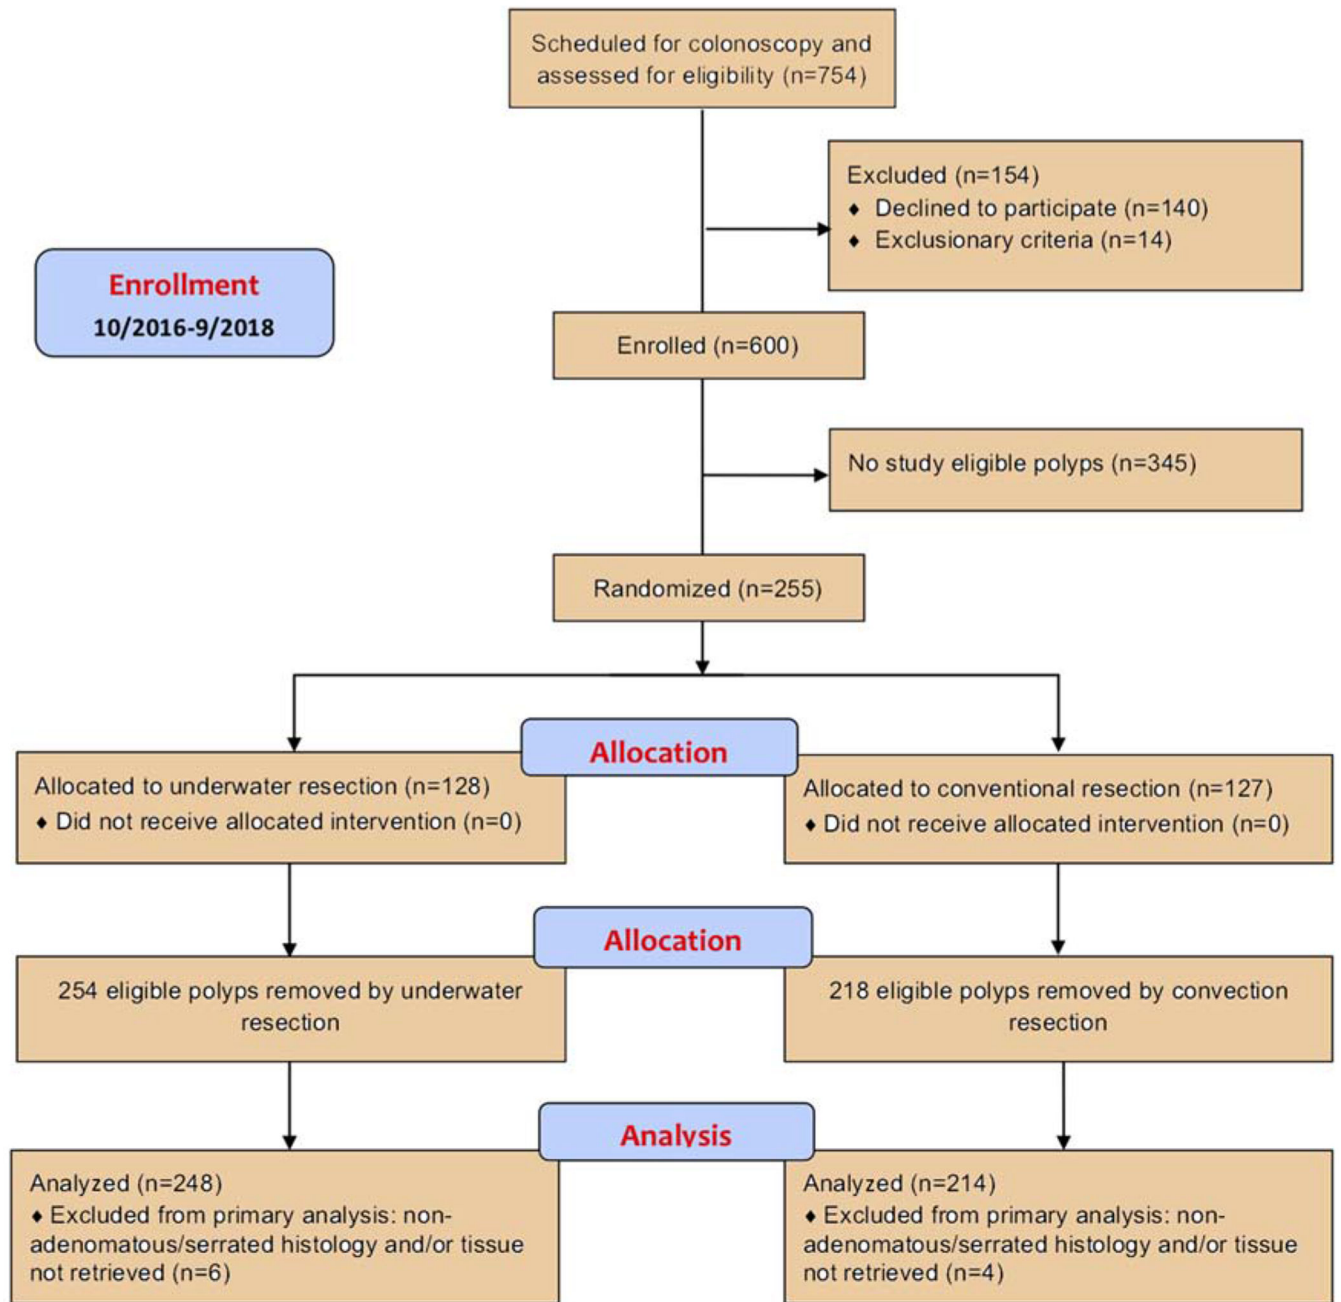 Scheduled for colonoscopy and
assessed for eligibility (n=754)
Excluded (n=154)
♦ Declined to participate (n=140)
♦ Exclusionary criteria (n=14)
Enrollment
10/2016-9/2018
Enrolled (n=600)
No study eligible polyps (n=345)
Randomized (n=255)
Allocation
Allocated to underwater resection (n=128)
♦ Did not receive allocated intervention (n=0)
Allocated to conventional resection (n=127)
♦ Did not receive allocated intervention (n=0)
Allocation
254 eligible polyps removed by underwater
resection
218 eligible polyps removed by convection
resection
Analysis
Analyzed (n=248)
♦ Excluded from primary analysis: non-
adenomatous/serrated histology and/or tissue
not retrieved (n=6)
Analyzed (n=214)
♦ Excluded from primary analysis: non-
adenomatous/serrated histology and/or tissue
not retrieved (n=4)